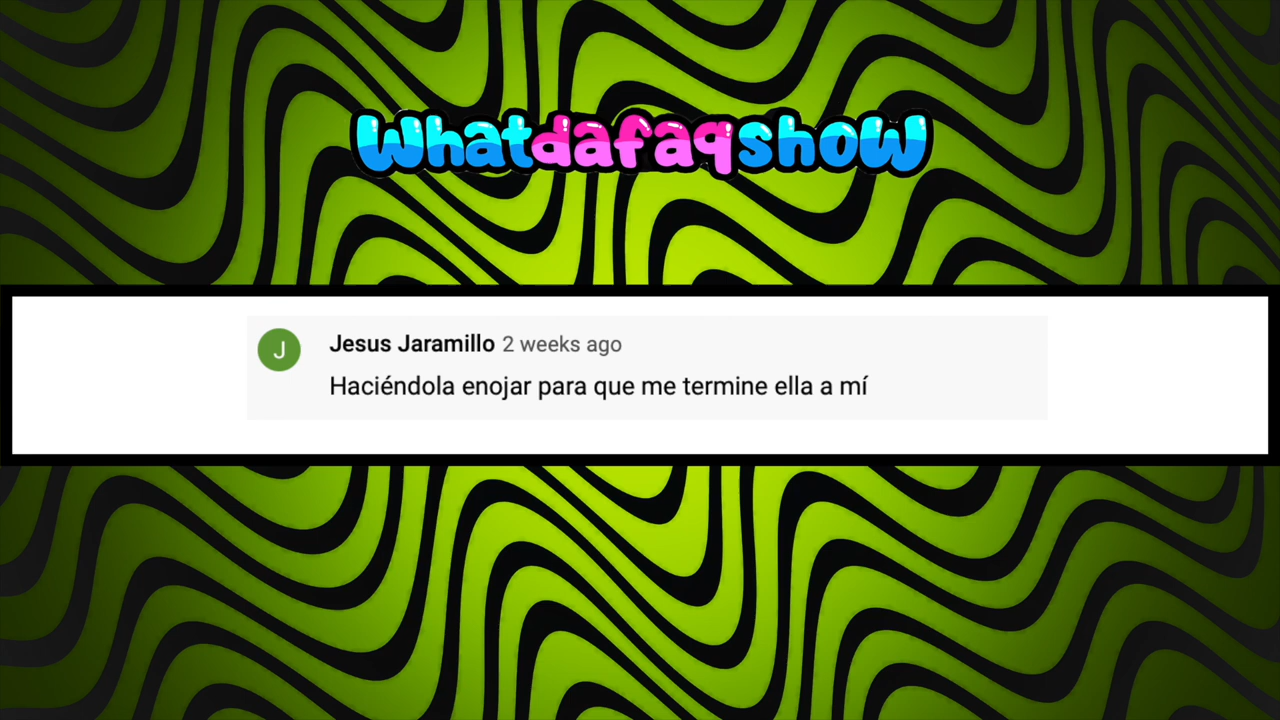 Whatdafaqshow
J
Jesus Jaramillo 2 weeks ago
Haciéndola enojar para que me termine ella a mí